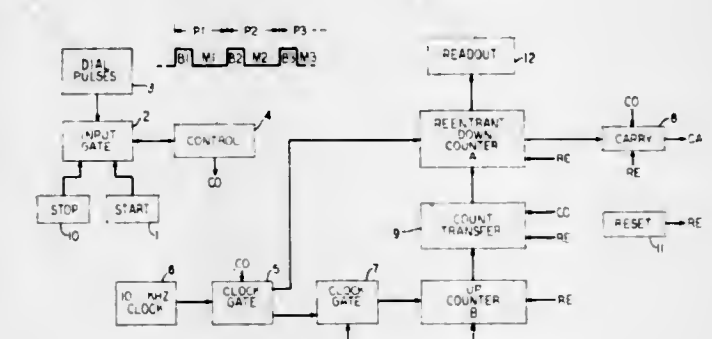 P1 P2 P3
B1 M1 B2 M2 B3 M3
DIAL
PULSES
3
READOUT
12
2
INPUT
GATE
4
CONTROL
CO
REENTRANT
DOWN
COUNTER
A
RE
CO
8
CARRY
CA
RE
STOP
10
START
1
9
COUNT
TRANSFER
CO
RE
RESET
11
RE
6
10 KHZ
CLOCK
CO
5
CLOCK
GATE
7
CLOCK
GATE
UP
COUNTER
B
RE